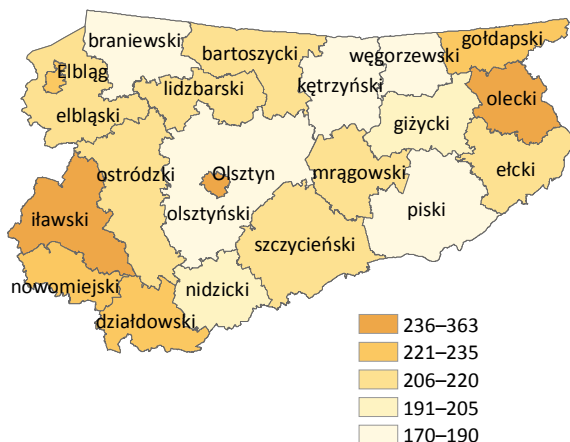 braniewski
bartoszycki
węgorzewski
gołdapski
Elbląg
lidzbarski
kętrzyński
olecki
elbląski
giżycki
ostródzki
Olsztyn
mrągowski
ełcki
iławski
olsztyński
piski
szczycieński
nowomiejski
nidzicki
działdowski
236–363
221–235
206–220
191–205
170–190